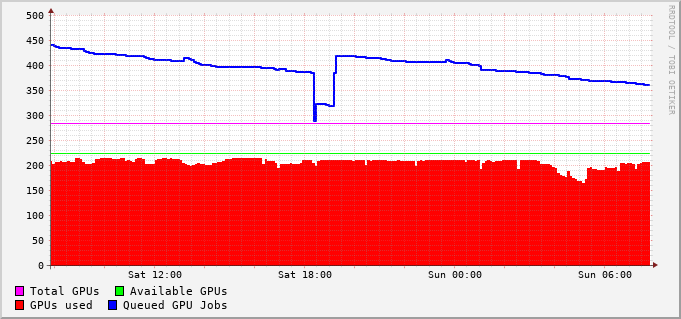 500
450
400
350
300
250
200
150
100
50
0
Sat 12:00 Sat 18:00 Sun 00:00 Sun 06:00
Total GPUs Available GPUs
GPUs used Queued GPU Jobs
RRDTOOL / TOBI OETIKER